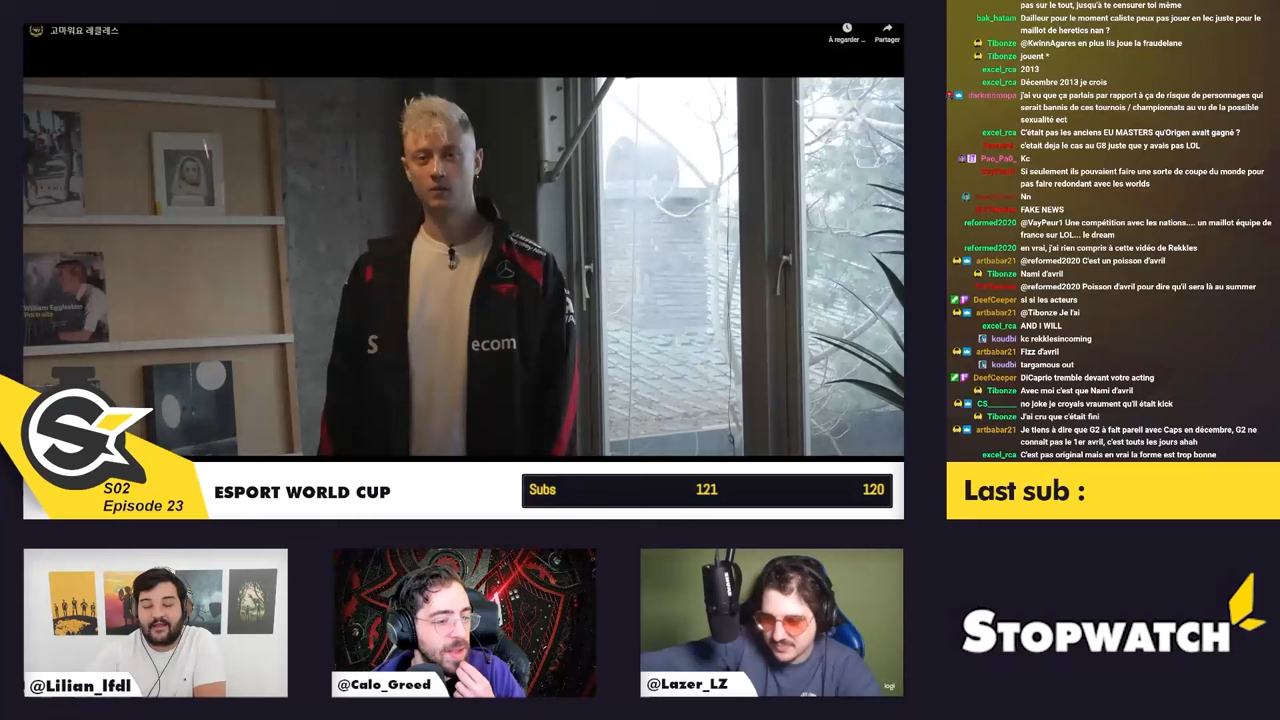 고마워요 레클레스
À regarder ...
Partager
William Eggleston
Portraits
S
ecom
S02
Episode 23
ESPORT WORLD CUP
Subs
121
120
@Lilian_lfdl
@Calo_Greed
@Lazer_LZ
logi
pas sur le tout, jusqu'à te censurer toi même
bak_hatam Dailleur pour le moment caliste peux pas jouer en lec juste pour le
maillot de heretics nan ?
Tibonze @KwinnAgares en plus ils joue la fraudelane
Tibonze jouent *
excel_rca 2013
excel_rca Décembre 2013 je crois
darkmomopa j'ai vu que ça parlais par rapport à ça de risque de personnages qui
serait bannis de ces tournois / championnats au vu de la possible
sexualité ect
excel_rca C'était pas les anciens EU MASTERS qu'Origen avait gagné ?
c'etait deja le cas au G8 juste que y avais pas LOL
Pao_Pa0_ Kc
VayPeur1 Si seulement ils pouvaient faire une sorte de coupe du monde pour
pas faire redondant avec les worlds
Nn
FAKE NEWS
reformed2020 @VayPeur1 Une compétition avec les nations.... un maillot équipe de
france sur LOL... le dream
reformed2020 en vrai, j'ai rien compris à cette vidéo de Rekkles
artbabar21 @reformed2020 C'est un poisson d'avril
Tibonze Nami d'avril
@reformed2020 Poisson d'avril pour dire qu'il sera là au summer
DeefCeeper si si les acteurs
artbabar21 @Tibonze Je l'ai
excel_rca AND I WILL
koudbi kc rekklesincoming
artbabar21 Fizz d'avril
koudbi targamous out
DeefCeeper DiCaprio tremble devant votre acting
Tibonze Avec moi c'est que Nami d'avril
CS_______ no joke je croyais vraument qu'il était kick
Tibonze J'ai cru que c'était fini
artbabar21 Je tiens à dire que G2 à fait pareil avec Caps en décembre, G2 ne
connaît pas le 1er avril, c'est touts les jours ahah
excel_rca C'est pas original mais en vrai la forme est trop bonne
Last sub :
STOPWATCH